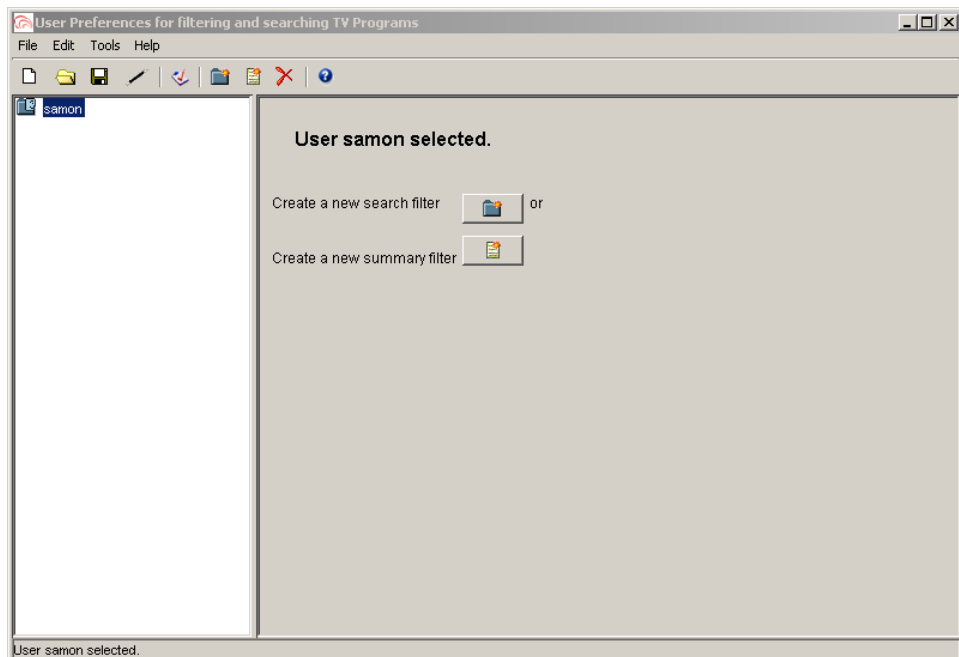 User Preferences for filtering and searching TV Programs
File Edit Tools Help
samon
User samon selected.
Create a new search filter or
Create a new summary filter
User samon selected.